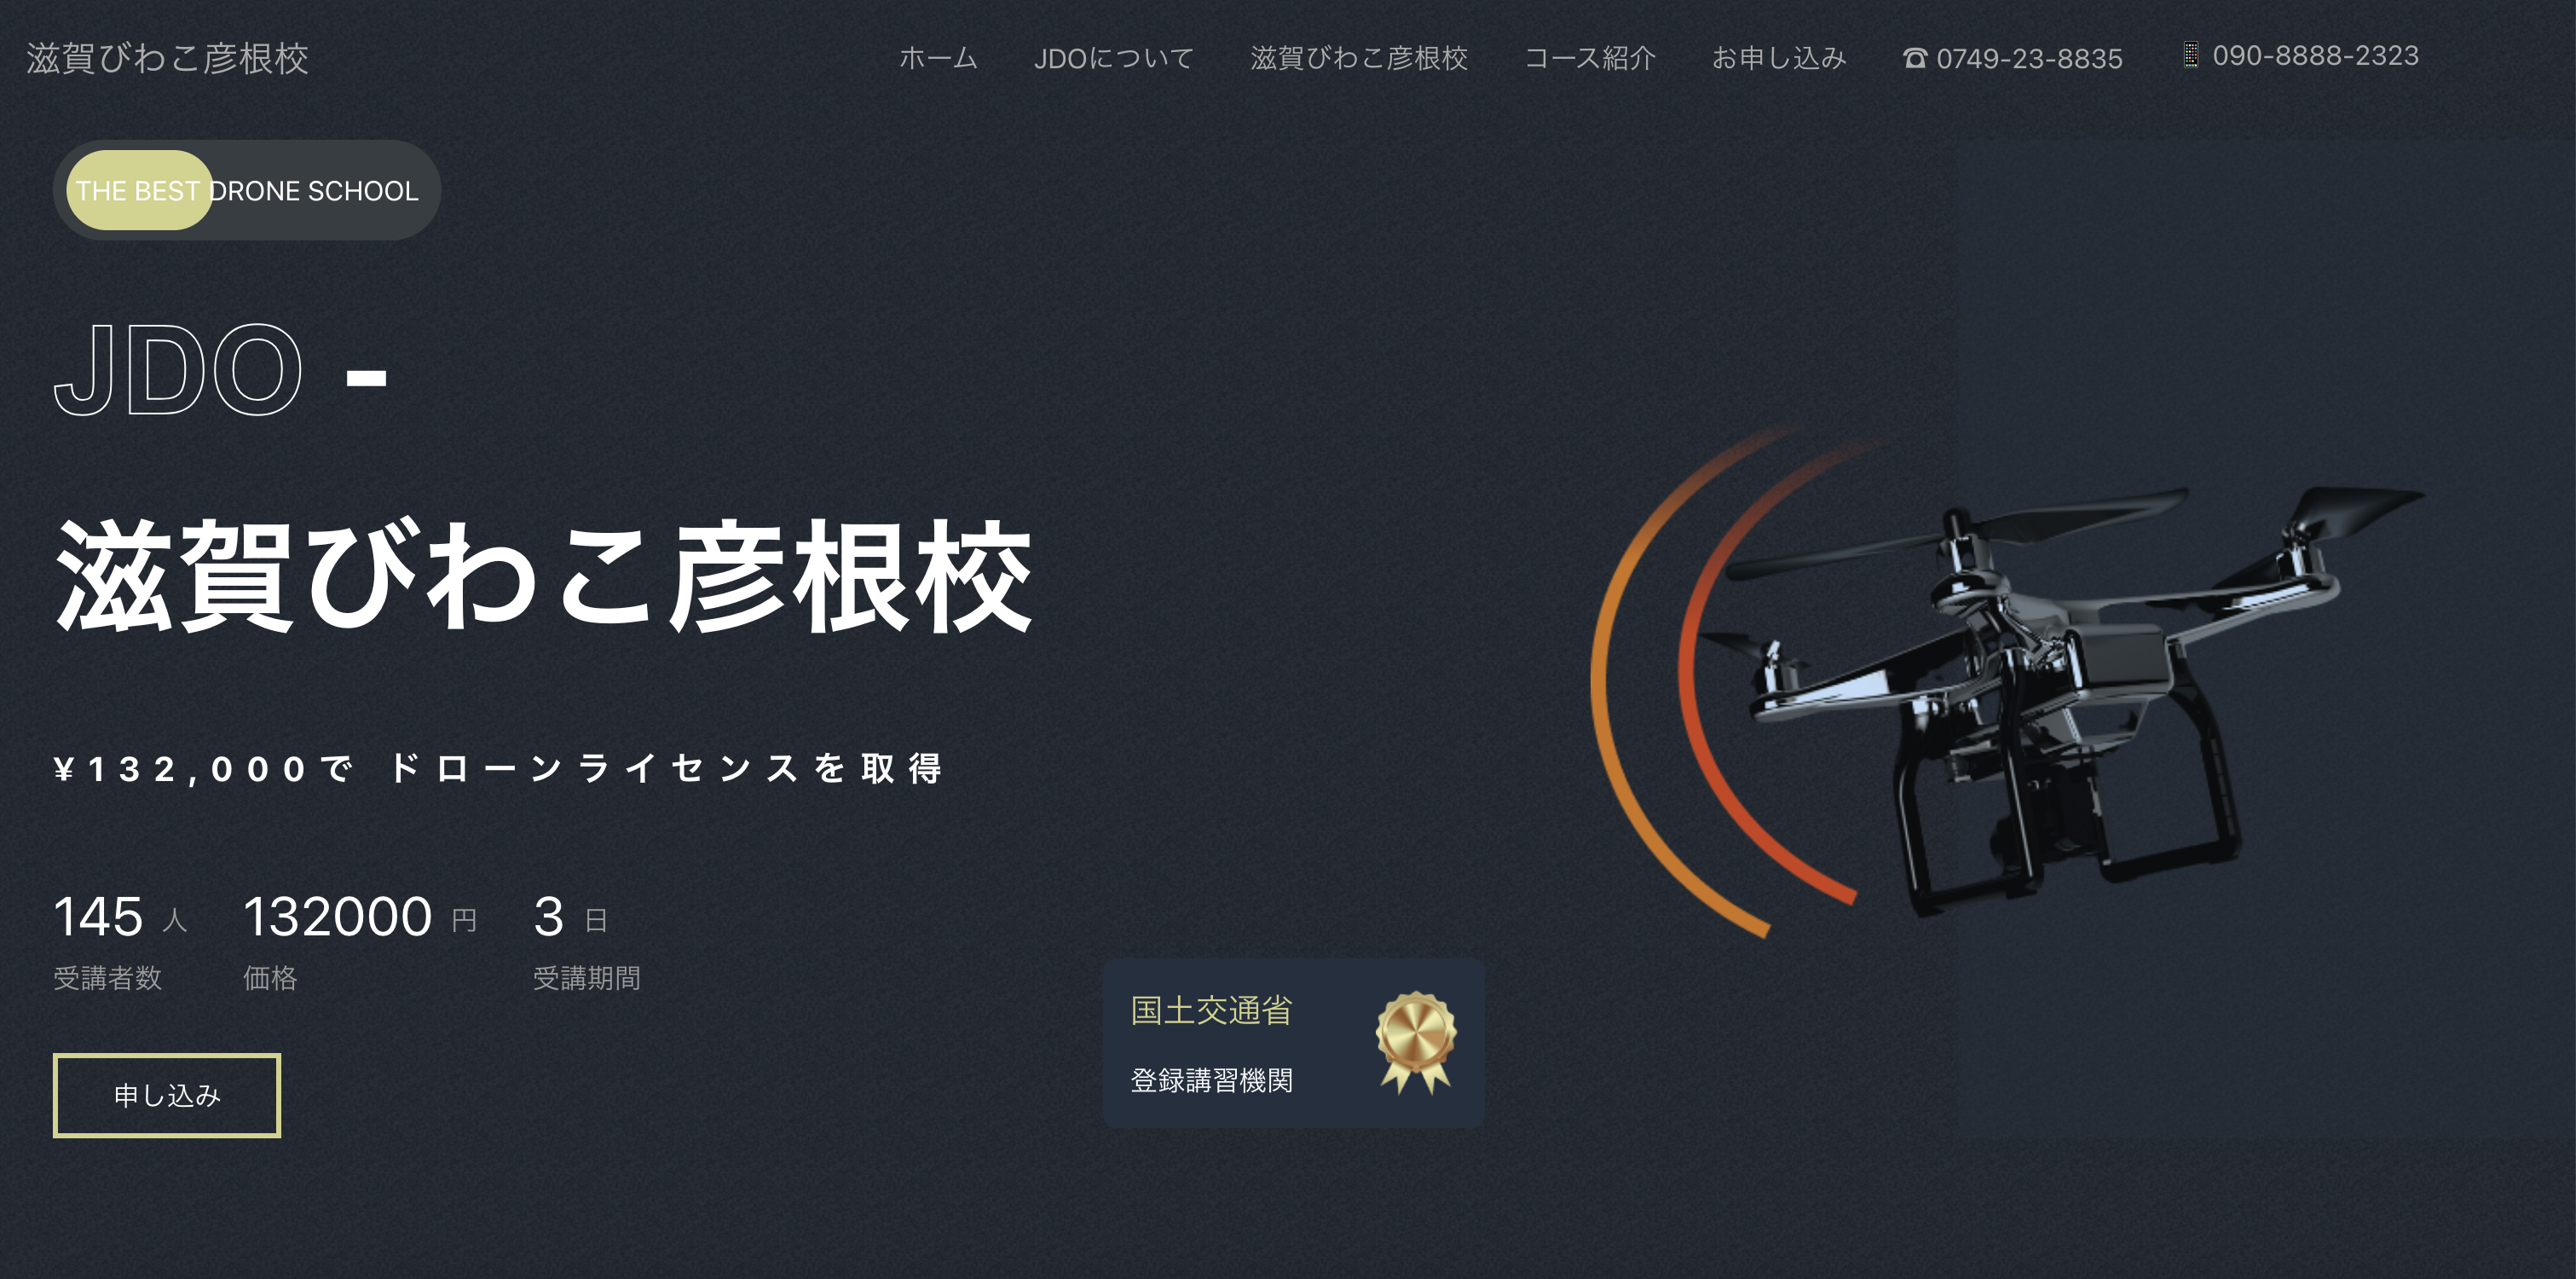 滋賀びわこ彦根校
ホーム JDOについて 滋賀びわこ彦根校 コース紹介 お申し込み ☎ 0749-23-8835 📱 090-8888-2323
THE BEST DRONE SCHOOL
JDO -
滋賀びわこ彦根校
¥132,000で ドローンライセンスを取得
145 人 132000 円 3 日
受講者数 価格 受講期間
国土交通省
登録講習機関
申し込み